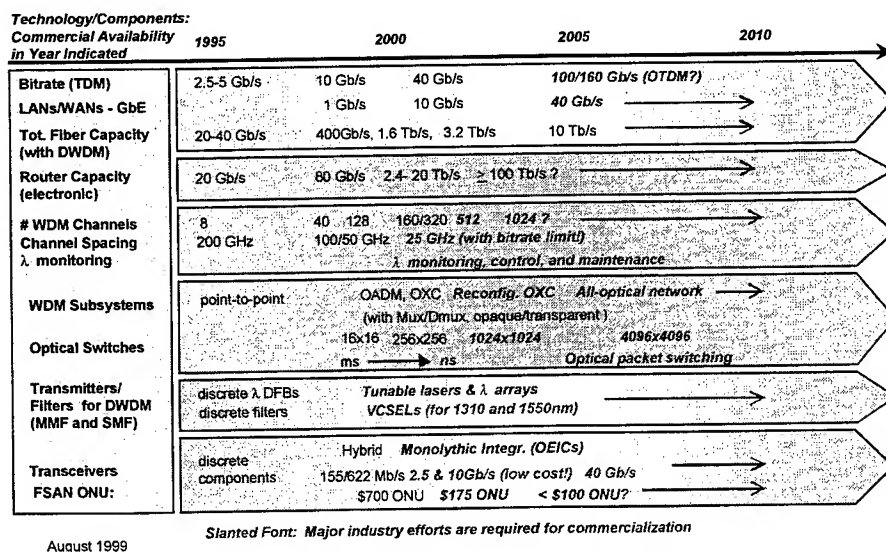 Technology/Components:
Commercial Availability
in Year Indicated
1995 2000 2005 2010
Bitrate (TDM) 2.5-5 Gb/s 10 Gb/s 40 Gb/s 100/160 Gb/s (OTDM?)
LANs/WANs - GbE 1 Gb/s 10 Gb/s 40 Gb/s
Tot. Fiber Capacity 20-40 Gb/s 400Gb/s, 1.6 Tb/s, 3.2 Tb/s 10 Tb/s
(with DWDM)
Router Capacity 20 Gb/s 80 Gb/s 2.4- 20 Tb/s ≥ 100 Tb/s ?
(electronic)
# WDM Channels 8 40 128 160/320 512 1024 ?
Channel Spacing 200 GHz 100/50 GHz 25 GHz (with bitrate limit!)
λ monitoring λ monitoring, control, and maintenance
WDM Subsystems point-to-point OADM, OXC Reconfig. OXC All-optical network
(with Mux/Dmux, opaque/transparent )
Optical Switches 16x16 256x256 1024x1024 4096x4096
ms ns Optical packet switching
Transmitters/ discrete λ DFBs Tunable lasers & λ arrays
Filters for DWDM discrete filters VCSELs (for 1310 and 1550nm)
(MMF and SMF)
Hybrid Monolythic Integr. (OEICs)
Transceivers discrete components 155/622 Mb/s 2.5 & 10Gb/s (low cost!) 40 Gb/s
FSAN ONU: $700 ONU $175 ONU < $100 ONU?
Slanted Font: Major industry efforts are required for commercialization
August 1999